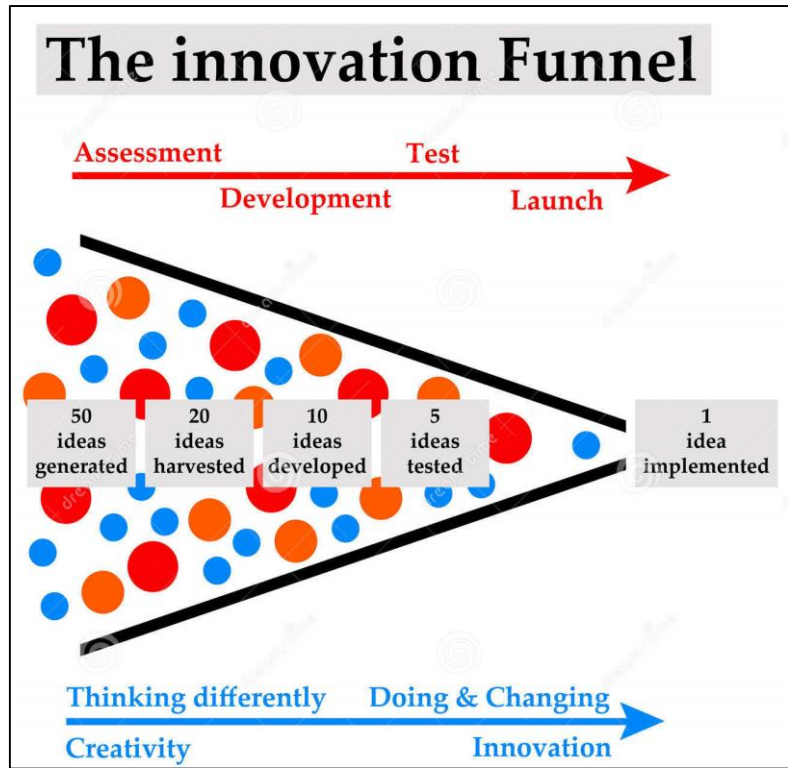 The innovation Funnel
Assessment
Test
Development
Launch
50
ideas
generated
20
ideas
harvested
10
ideas
developed
5
ideas
tested
1
idea
implemented
Thinking differently
Doing & Changing
Creativity
Innovation